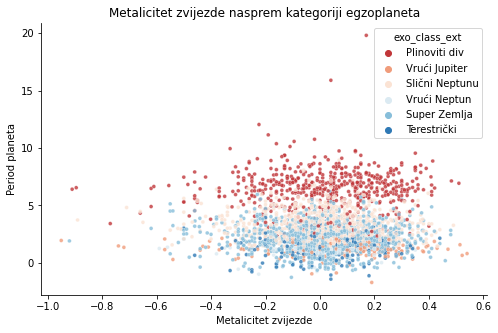 Metalicitet zvijezde nasprem kategoriji egzoplaneta
exo_class_ext
Plinoviti div
Vrući Jupiter
Slični Neptunu
Vrući Neptun
Super Zemlja
Terestrički
Period planeta
20
15
10
5
0
−1.0 −0.8 −0.6 −0.4 −0.2 0.0 0.2 0.4 0.6
Metalicitet zvijezde